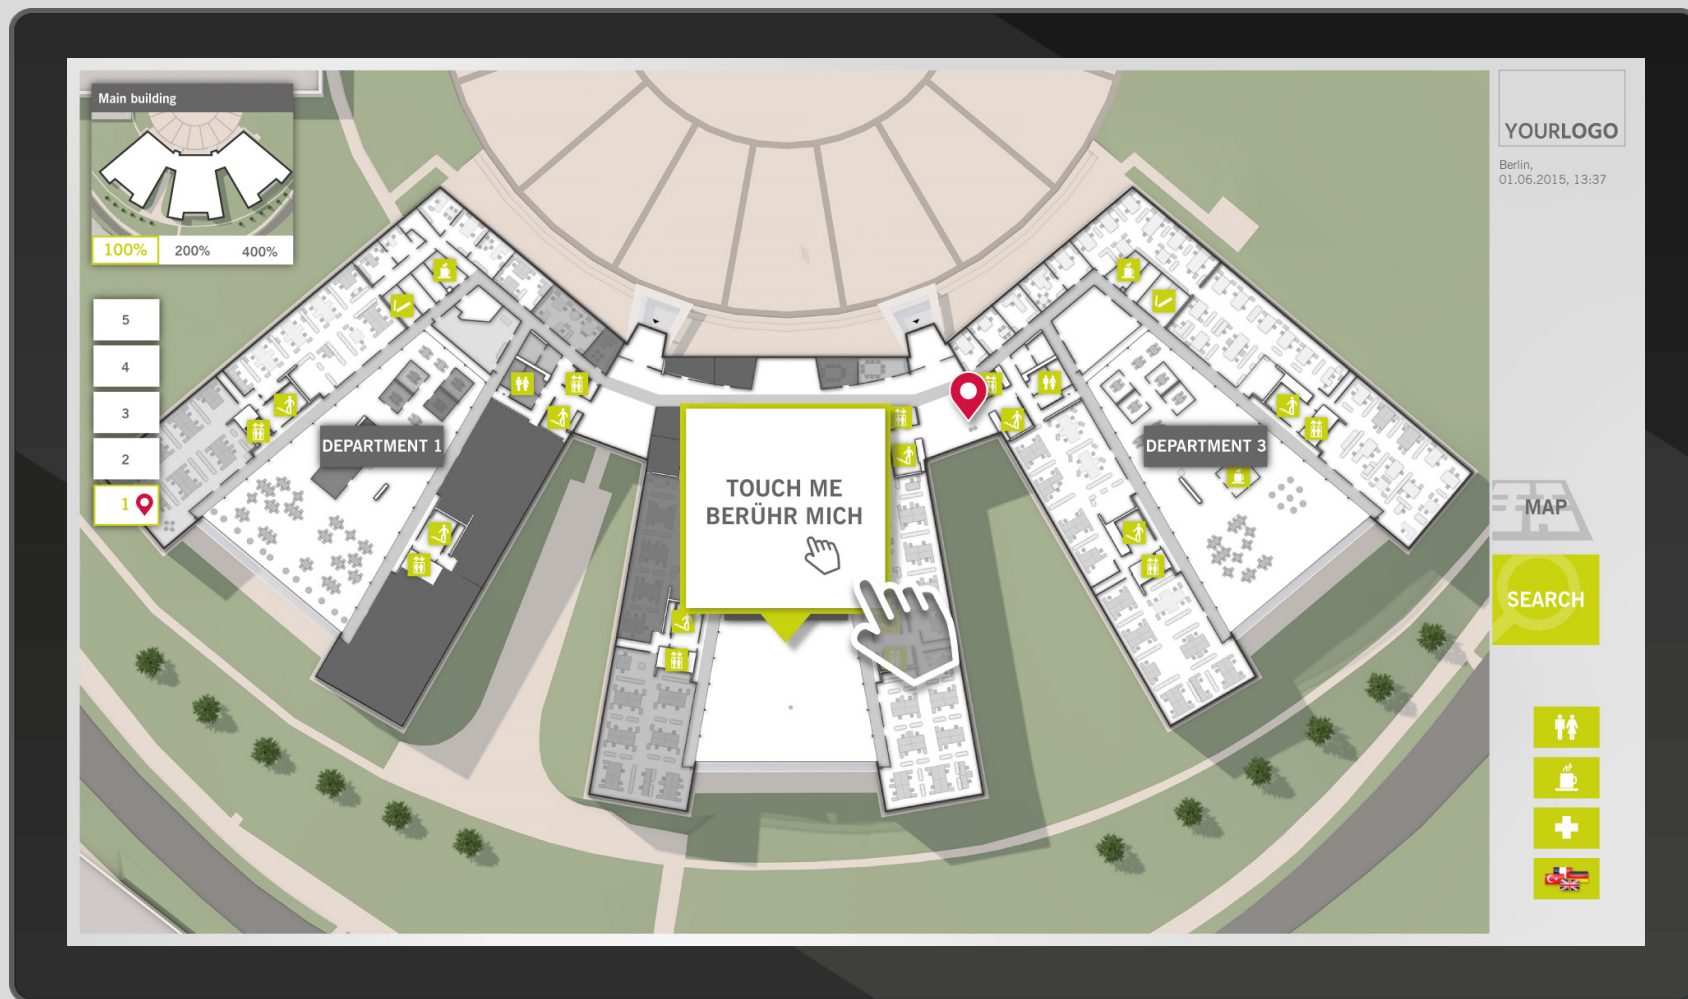 Main building
100% 200% 400%
5
4
3
2
1
DEPARTMENT 1
TOUCH ME
BERÜHR MICH
DEPARTMENT 3
YOURLOGO
Berlin,
01.06.2015, 13:37
MAP
SEARCH